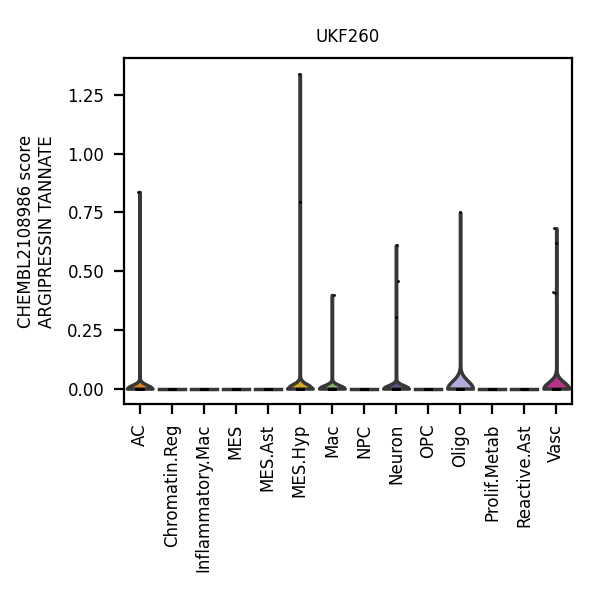 UKF260
CHEMBL2108986 score
ARGIPRESSIN TANNATE
1.25
1.00
0.75
0.50
0.25
0.00
AC
Chromatin.Reg
Inflammatory.Mac
MES
MES.Ast
MES.Hyp
Mac
NPC
Neuron
OPC
Oligo
Prolif.Metab
Reactive.Ast
Vasc